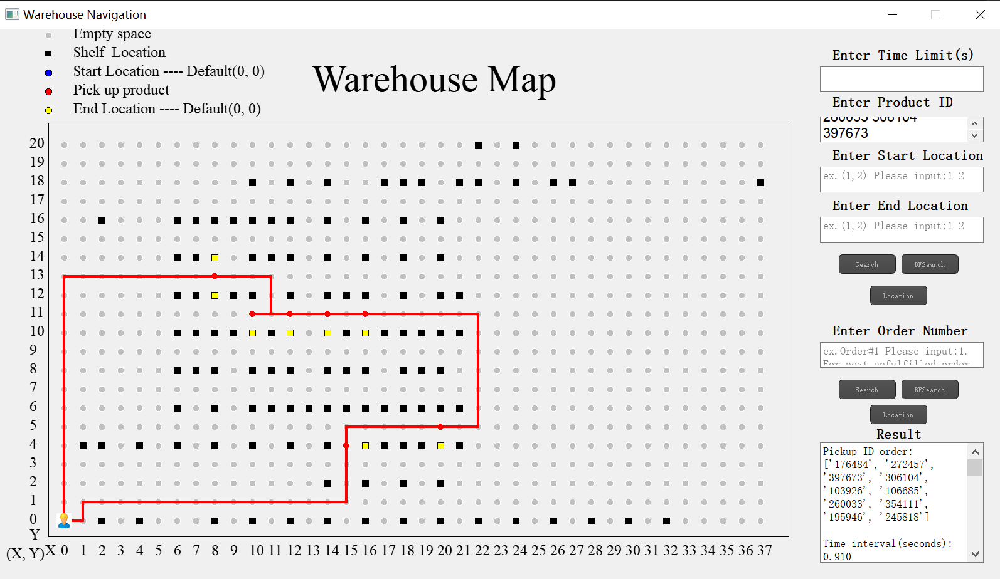 Warehouse Navigation
Empty space
Shelf Location
Start Location ---- Default(0, 0)
Pick up product
End Location ---- Default(0, 0)
Warehouse Map
20
19
18
17
16
15
14
13
12
11
10
9
8
7
6
5
4
3
2
1
0
Y
(X, Y)
X 0 1 2 3 4 5 6 7 8 9 10 11 12 13 14 15 16 17 18 19 20 21 22 23 24 25 26 27 28 29 30 31 32 33 34 35 36 37
Enter Time Limit(s)
Enter Product ID
260033 306104
397673
Enter Start Location
ex.(1,2) Please input:1 2
Enter End Location
ex.(1,2) Please input:1 2
Search BFSearch
Location
Enter Order Number
ex.Order#1 Please input:1.
For next unfulfilled order
Search BFSearch
Location
Result
Pickup ID order:
['176484', '272457',
'397673', '306104',
'103926', '106685',
'260033', '354111',
'195946', '245818']
Time interval(seconds):
0.910